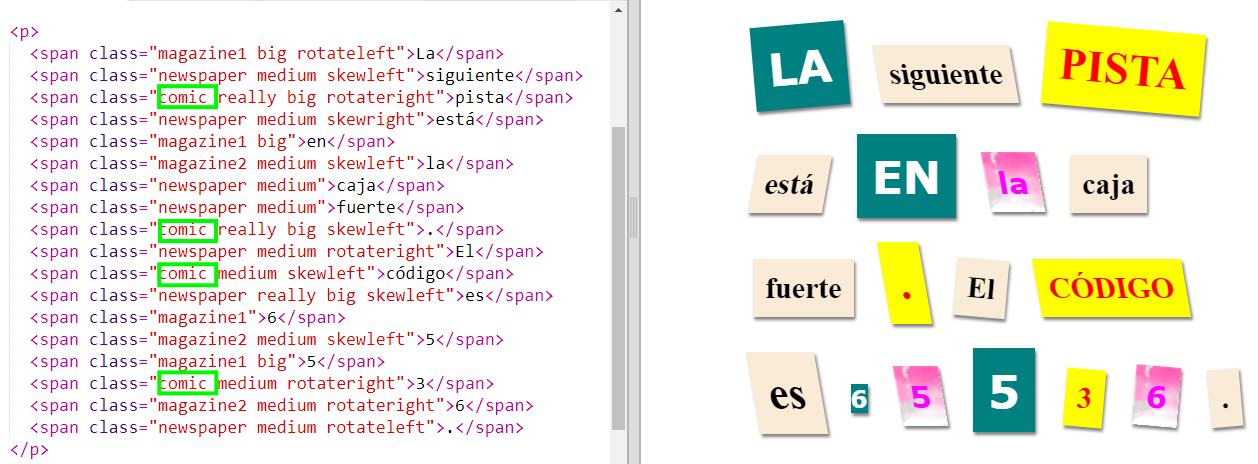 <p>
<span class="magazine1 big rotateleft">La</span>
<span class="newspaper medium skewleft">siguiente</span>
<span class="comic really big rotateright">pista</span>
<span class="newspaper medium skewright">está</span>
<span class="magazine1 big">en</span>
<span class="magazine2 medium skewleft">la</span>
<span class="newspaper medium">caja</span>
<span class="newspaper medium">fuerte</span>
<span class="comic really big skewleft">.</span>
<span class="newspaper medium rotateright">El</span>
<span class="comic medium skewleft">código</span>
<span class="newspaper really big skewleft">es</span>
<span class="magazine1">6</span>
<span class="magazine2 medium skewleft">5</span>
<span class="magazine1 big">5</span>
<span class="comic medium rotateright">3</span>
<span class="magazine2 medium rotateright">6</span>
<span class="newspaper medium rotateleft">.</span>
</p>
LA siguiente PISTA
está EN la caja
fuerte . El CÓDIGO
es 6 5 5 3 6 .